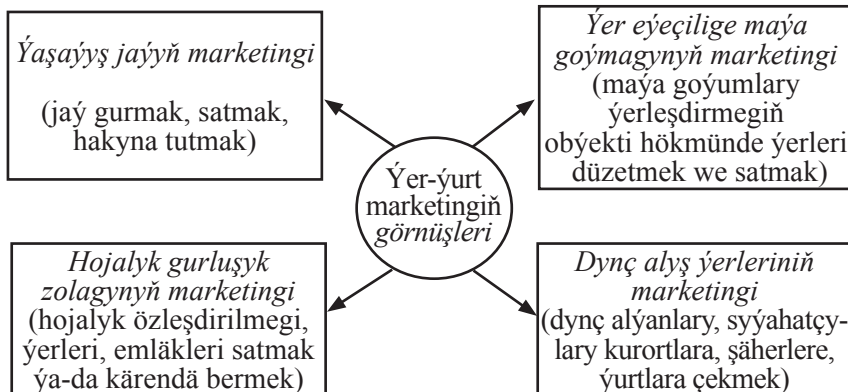 Ýaşaýyş jaýyň marketingi
(jaý gurmak, satmak,
hakyna tutmak)
Ýer eýeçilige maýa
goýmagynyň marketingi
(maýa goýumlary
ýerleşdirmegiň
obýekti hökmünde ýerleri
düzetmek we satmak)
Ýer-ýurt
marketingiň
görnüşleri
Hojalyk gurluşyk
zolagynyň marketingi
(hojalyk özleşdirilmegi,
ýerleri, emläkleri satmak
ýa-da kärendä bermek)
Dynç alyş ýerleriniň
marketingi
(dynç alýanlary, syýahatçy-
lary kurortlara, şäherlere,
ýurtlara çekmek)